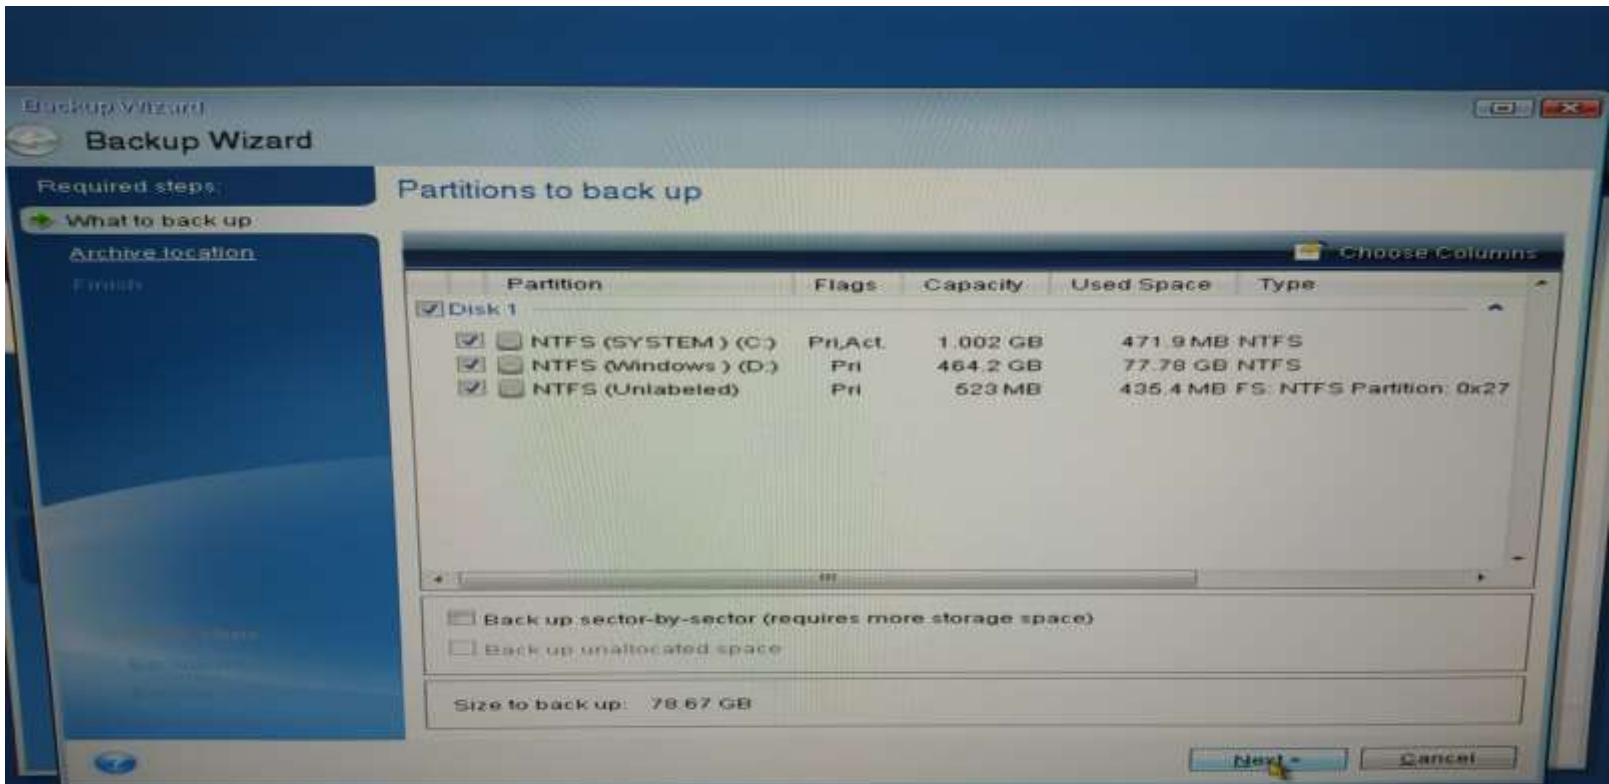 Backup Wizard
Backup Wizard
Required steps:
What to back up
Archive location
Finish
Partitions to back up
Choose Columns
Partition Flags Capacity Used Space Type
Disk 1
NTFS (SYSTEM ) (C:) Pri,Act. 1.002 GB 471.9 MB NTFS
NTFS (Windows ) (D:) Pri 464.2 GB 77.78 GB NTFS
NTFS (Unlabeled) Pri 523 MB 435.4 MB FS: NTFS Partition: 0x27
Back up sector-by-sector (requires more storage space)
Back up unallocated space
Size to back up: 78.67 GB
Next >
Cancel